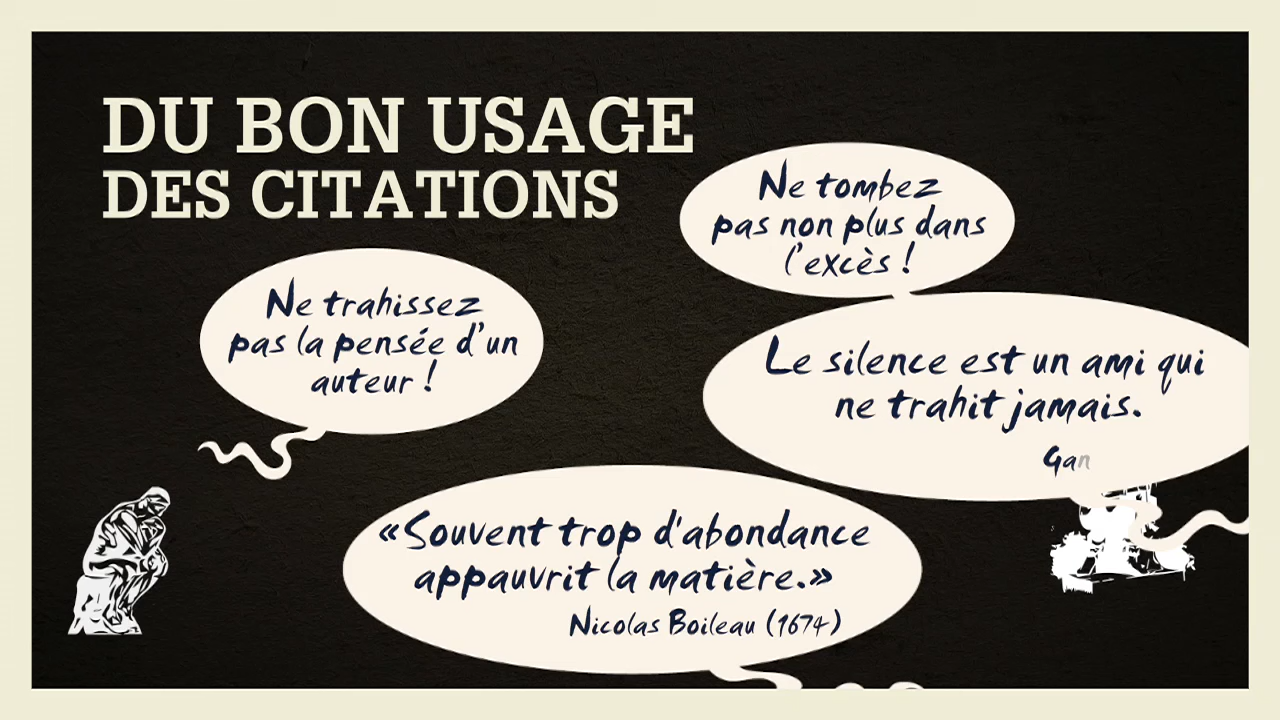 DU BON USAGE
DES CITATIONS
Ne tombez
pas non plus dans
l'excès !
Ne trahissez
pas la pensée d'un
auteur !
Le silence est un ami qui
ne trahit jamais.
Gan
«Souvent trop d'abondance
appauvrit la matière.»
Nicolas Boileau (1674)